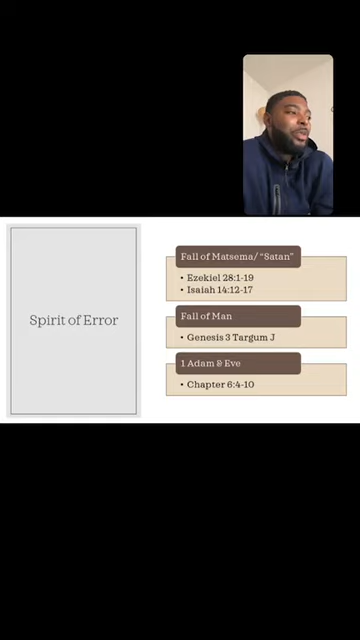 Spirit of Error
Fall of Matsema/ "Satan"
• Ezekiel 28:1-19
• Isaiah 14:12-17
Fall of Man
• Genesis 3 Targum J
1 Adam & Eve
• Chapter 6:4-10